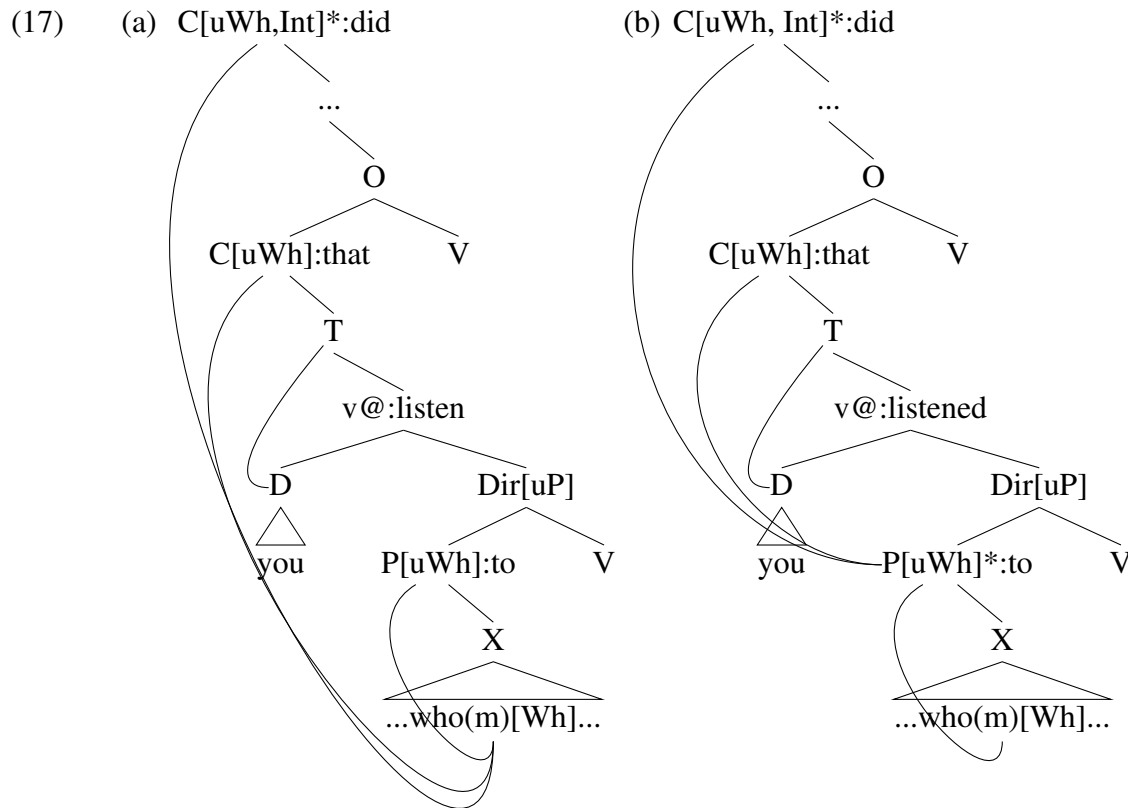 (17) (a) C[uWh,Int]*:did (b) C[uWh, Int]*:did
... ...
O O
C[uWh]:that V C[uWh]:that V
T T
v@:listen v@:listened
D Dir[uP] D Dir[uP]
you P[uWh]:to V you P[uWh]*:to V
X X
...who(m)[Wh]... ...who(m)[Wh]...